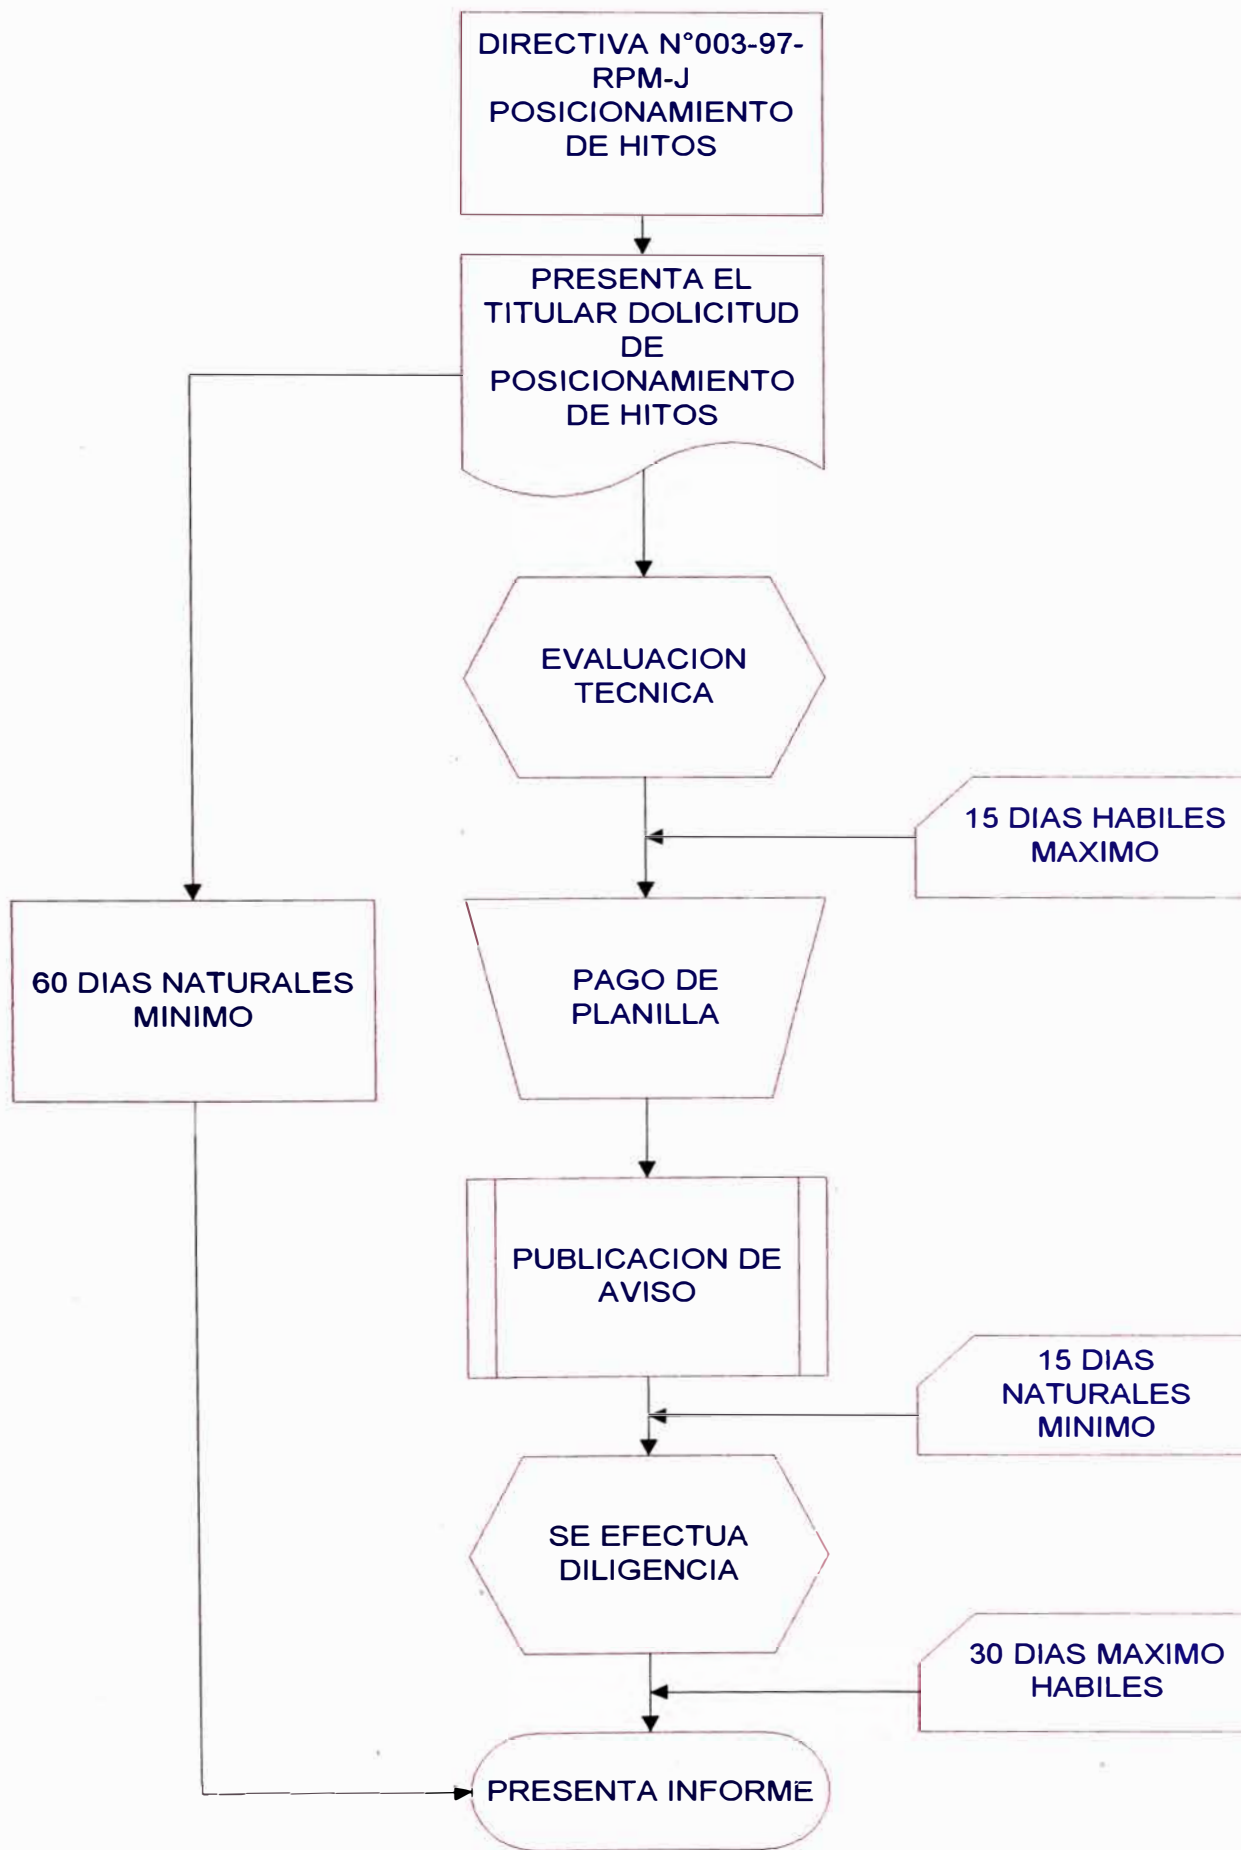 DIRECTIVA N°003-97-
RPM-J
POSICIONAMIENTO
DE HITOS
PRESENTA EL
TITULAR DOLICITUD
DE
POSICIONAMIENTO
DE HITOS
EVALUACION
TECNICA
15 DIAS HABILES
MAXIMO
60 DIAS NATURALES
MINIMO
PAGO DE
PLANILLA
PUBLICACION DE
AVISO
15 DIAS
NATURALES
MINIMO
SE EFECTUA
DILIGENCIA
30 DIAS MAXIMO
HABILES
PRESENTA INFORME